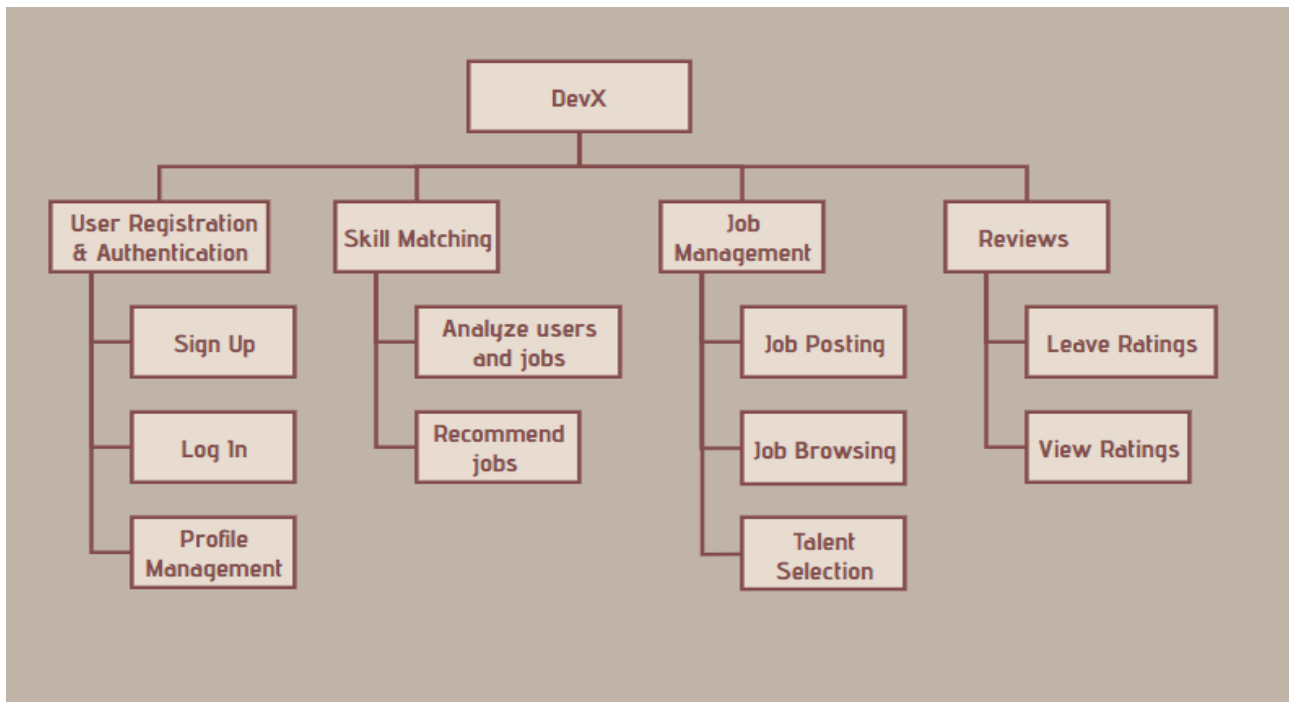 DevX
User Registration
& Authentication
Skill Matching
Job
Management
Reviews
Sign Up
Analyze users
and jobs
Job Posting
Leave Ratings
Log In
Recommend
jobs
Job Browsing
View Ratings
Profile
Management
Talent
Selection